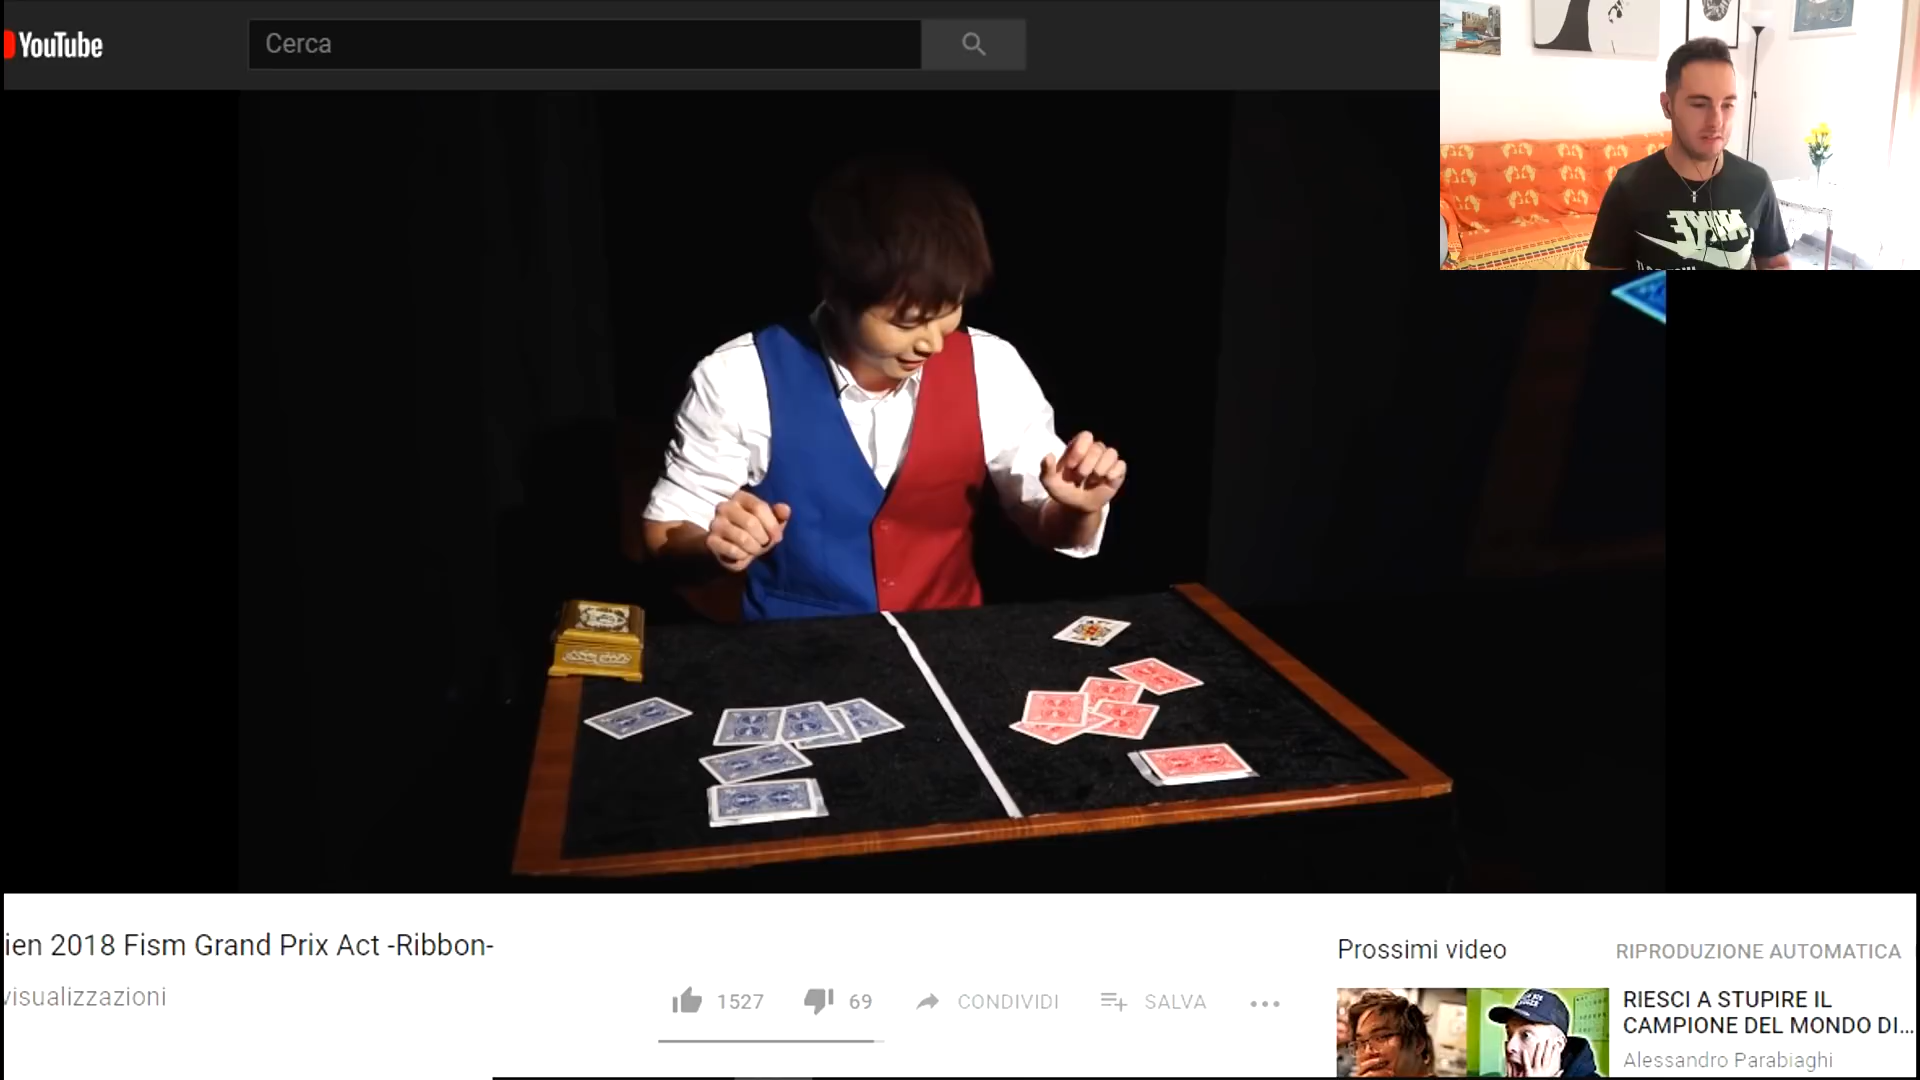 YouTube
Cerca
ien 2018 Fism Grand Prix Act -Ribbon-
visualizzazioni
1527
69
CONDIVIDI
SALVA
Prossimi video
RIPRODUZIONE AUTOMATICA
RIESCI A STUPIRE IL
CAMPIONE DEL MONDO DI...
Alessandro Parabiaghi